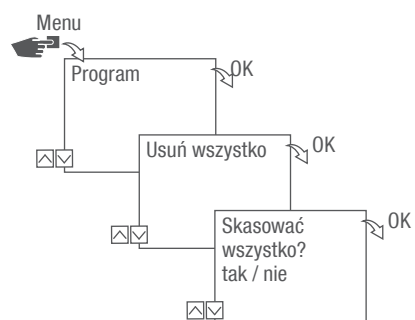 Menu
Program
OK
Usuń wszystko
OK
Skasować
wszystko?
tak / nie
OK